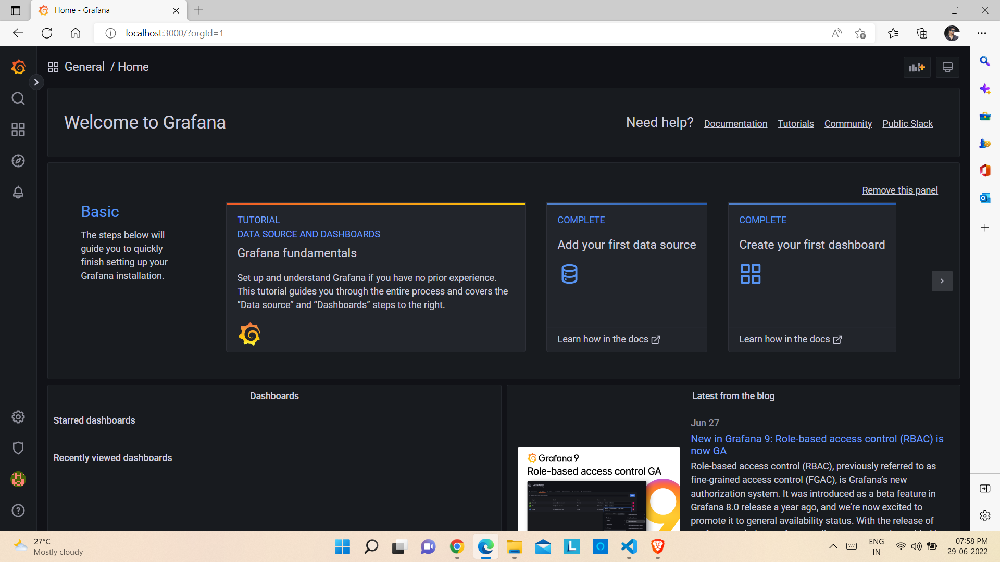 Home - Grafana
localhost:3000/?orgId=1
General / Home
Welcome to Grafana
Need help? Documentation Tutorials Community Public Slack
Remove this panel
Basic
The steps below will
guide you to quickly
finish setting up your
Grafana installation.
TUTORIAL
DATA SOURCE AND DASHBOARDS
Grafana fundamentals
Set up and understand Grafana if you have no prior experience.
This tutorial guides you through the entire process and covers the
“Data source” and “Dashboards” steps to the right.
COMPLETE
Add your first data source
Learn how in the docs
COMPLETE
Create your first dashboard
Learn how in the docs
Dashboards
Starred dashboards
Recently viewed dashboards
Latest from the blog
Jun 27
New in Grafana 9: Role-based access control (RBAC) is
now GA
Role-based access control (RBAC), previously referred to as
fine-grained access control (FGAC), is Grafana’s new
authorization system. It was introduced as a beta feature in
Grafana 8.0 release a year ago, and we’re now excited to
promote it to general availability status. With the release of
Grafana 9
Role-based access control GA
27°C
Mostly cloudy
ENG
IN
07:58 PM
29-06-2022